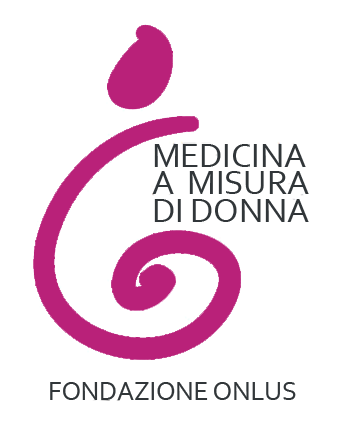 MEDICINA
A MISURA
DI DONNA
FONDAZIONE ONLUS